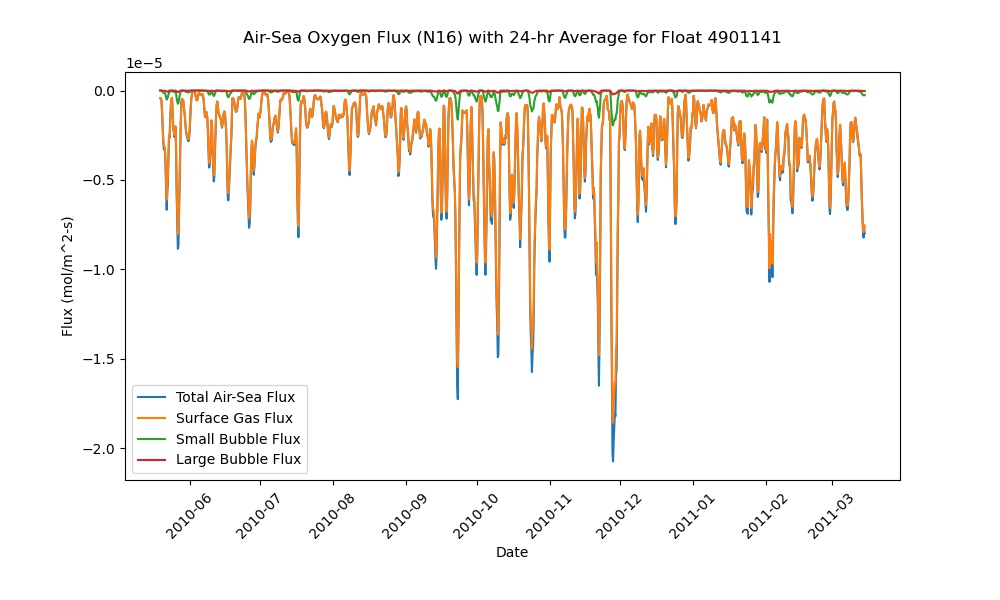 Air-Sea Oxygen Flux (N16) with 24-hr Average for Float 4901141
1e−5
0.0
−0.5
−1.0
−1.5
−2.0
Flux (mol/m^2-s)
Total Air-Sea Flux
Surface Gas Flux
Small Bubble Flux
Large Bubble Flux
2010-06
2010-07
2010-08
2010-09
2010-10
2010-11
2010-12
2011-01
2011-02
2011-03
Date